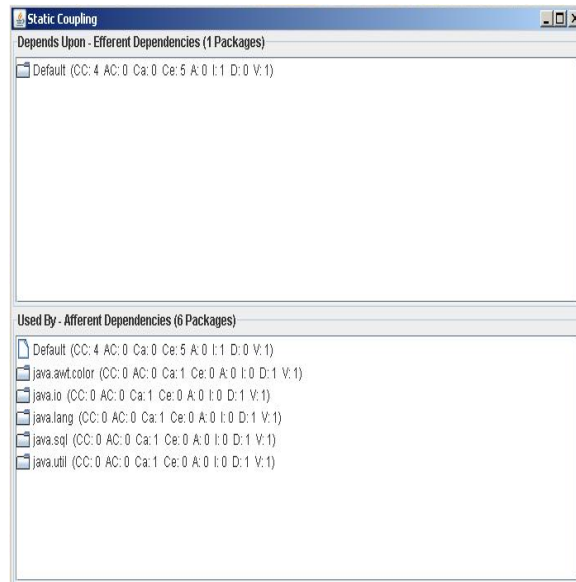 Static Coupling
Depends Upon - Efferent Dependencies (1 Packages)
Default (CC: 4 AC: 0 Ca: 0 Ce: 5 A: 0 I: 1 D: 0 V: 1)
Used By - Afferent Dependencies (6 Packages)
Default (CC: 4 AC: 0 Ca: 0 Ce: 5 A: 0 I: 1 D: 0 V: 1)
java.awt.color (CC: 0 AC: 0 Ca: 1 Ce: 0 A: 0 I: 0 D: 1 V: 1)
java.io (CC: 0 AC: 0 Ca: 1 Ce: 0 A: 0 I: 0 D: 1 V: 1)
java.lang (CC: 0 AC: 0 Ca: 1 Ce: 0 A: 0 I: 0 D: 1 V: 1)
java.sql (CC: 0 AC: 0 Ca: 1 Ce: 0 A: 0 I: 0 D: 1 V: 1)
java.util (CC: 0 AC: 0 Ca: 1 Ce: 0 A: 0 I: 0 D: 1 V: 1)